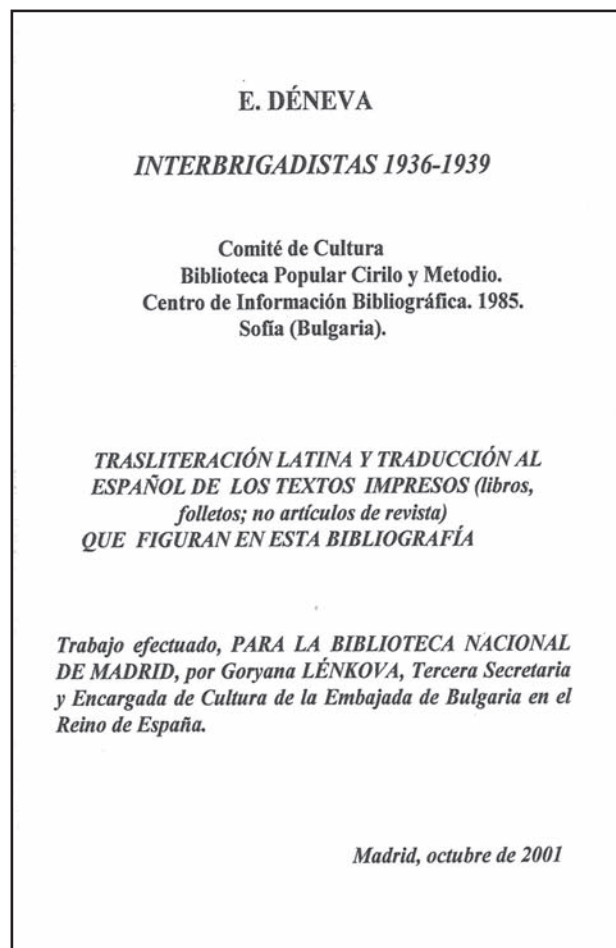 E. DÉNEVA
INTERBRIGADISTAS 1936-1939
Comité de Cultura
Biblioteca Popular Cirilo y Metodio.
Centro de Información Bibliográfica. 1985.
Sofía (Bulgaria).
TRASLITERACIÓN LATINA Y TRADUCCIÓN AL
ESPAÑOL DE LOS TEXTOS IMPRESOS (libros,
folletos; no artículos de revista)
QUE FIGURAN EN ESTA BIBLIOGRAFÍA
Trabajo efectuado, PARA LA BIBLIOTECA NACIONAL
DE MADRID, por Goryana LÉNKOVA, Tercera Secretaria
y Encargada de Cultura de la Embajada de Bulgaria en el
Reino de España.
Madrid, octubre de 2001